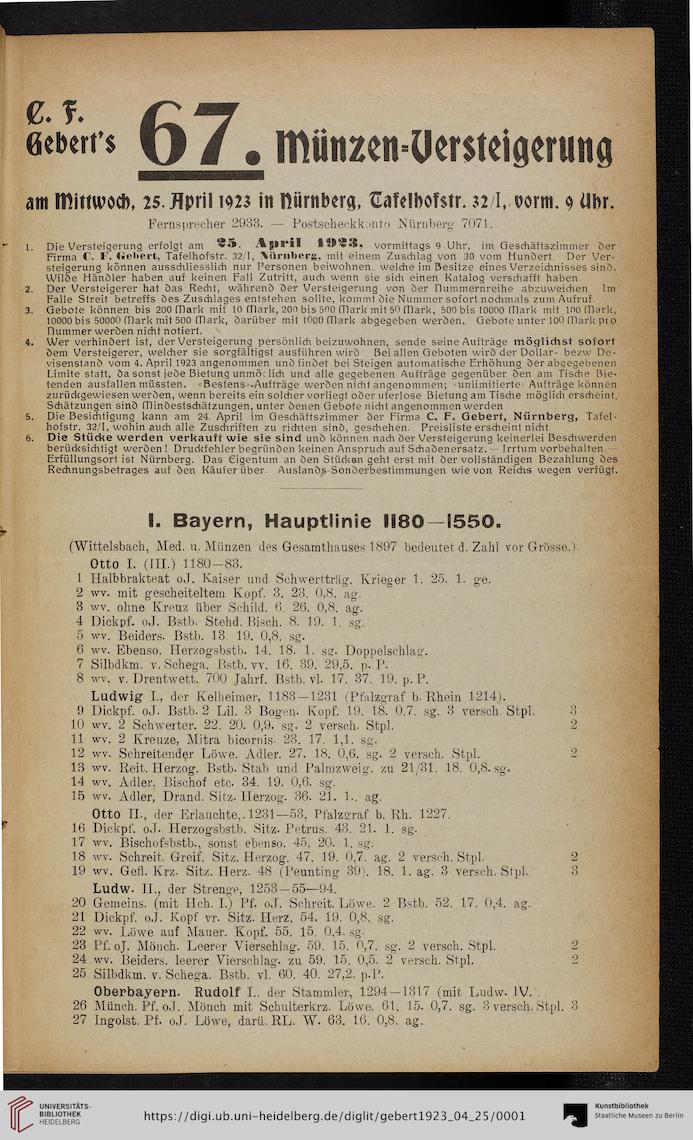 C. F.
Gebert's 67. Münzen-Versteigerung
am Mittwoch, 25. April 1923 in Nürnberg, Tafelhofstr. 32/I, vorm. 9 Uhr.
Fernsprecher 2933. — Postscheckkonto Nürnberg 7071.
1. Die Versteigerung erfolgt am 25. April 1923, vormittags 9 Uhr, im Geschäftszimmer der
Firma C. F. Gebert, Tafelhofstr. 32/I, Nürnberg, mit einem Zuschlag von 30 vom Hundert. Der Ver-
steigerung können ausschliesslich nur Personen beiwohnen, welche im Besitze eines Verzeichnisses sind.
Wilde Händler haben auf keinen Fall Zutritt, auch wenn sie sich einen Katalog verschafft haben
2. Der Versteigerer hat das Recht, während der Versteigerung von der Nummernreihe abzuweichen Im
Falle Streit betreffs des Zuschlages entstehen sollte, kommt die Nummer sofort nochmals zum Aufruf
3. Gebote können bis 200 Mark mit 10 Mark, 200 bis 500 Mark mit 50 Mark, 500 bis 10000 Mark mit 100 Mark,
10000 bis 50000 Mark mit 500 Mark, darüber mit 1000 Mark abgegeben werden. Gebote unter 100 Mark pro
Nummer werden nicht notiert.
4. Wer verhindert ist, der Versteigerung persönlich beizuwohnen, sende seine Aufträge möglichst sofort
dem Versteigerer, welcher sie sorgfältigst ausführen wird Bei allen Geboten wird der Dollar- bezw De-
visenstand vom 4. April 1923 angenommen und findet bei Steigen automatische Erhöhung der abgegebenen
Limite statt, da sonst jede Bietung unmöglich und alle gegebenen Aufträge gegenüber den am Tische Bie-
tenden ausfallen müssten. «Bestens»-Aufträge werden nicht angenommen; «unlimitierte» Aufträge können
zurückgewiesen werden, wenn bereits ein solcher vorliegt oder uferlose Bietung am Tische möglich erscheint.
Schätzungen sind Mindestschätzungen, unter denen Gebote nicht angenommen werden
5. Die Besichtigung kann am 24. April im Geschäftszimmer der Firma C. F. Gebert, Nürnberg, Tafel-
hofstr. 32/I, wohin auch alle Zuschriften zu richten sind, geschehen. Preisliste erscheint nicht
6. Die Stücke werden verkauft wie sie sind und können nach der Versteigerung keinerlei Beschwerden
berücksichtigt werden! Druckfehler begründen keinen Anspruch auf Schadenersatz. — Irrtum vorbehalten. —
Erfüllungsort ist Nürnberg. Das Eigentum an den Stücken geht erst mit der vollständigen Bezahlung des
Rechnungsbetrages auf den Käufer über Auslands-Sonderbestimmungen wie von Reichs wegen verfügt.
I. Bayern, Hauptlinie 1180—1550.
(Wittelsbach, Med. u. Münzen des Gesamthauses 1897 bedeutet d. Zahl vor Grösse.)
Otto I. (III.) 1180—83.
1 Halbbrakteat oJ. Kaiser und Schwertträg. Krieger 1. 25. 1. ge.
2 wv. mit gescheiteltem Kopf. 3. 23. 0,8. ag.
3 wv. ohne Kreuz über Schild. 6. 26. 0,8. ag.
4 Dickpf. oJ. Bstb. Stehd. Bisch. 8. 19. 1. sg.
5 wv. Beiders. Bstb. 13. 19. 0,8. sg.
6 wv. Ebenso. Herzogsbstb. 14. 18. 1. sg. Doppelschlag.
7 Silbdkm. v. Schega. Bstb. vv. 16. 39. 29,5. p. P.
8 wv. v. Drentwett. 700 Jahrf. Bstb. vl. 17. 37. 19. p. P.
Ludwig I., der Kelheimer, 1183—1231 (Pfalzgraf b. Rhein 1214).
9 Dickpf. oJ. Bstb. 2 Lil. 3 Bogen. Kopf. 19. 18. 0,7. sg. 3 versch. Stpl. 3
10 wv. 2 Schwerter. 22. 20. 0,9. sg. 2 versch. Stpl. 2
11 wv. 2 Kreuze, Mitra bicornis. 23. 17. 1,1. sg.
12 wv. Schreitender Löwe. Adler. 27. 18. 0,6. sg. 2 versch. Stpl. 2
13 wv. Reit. Herzog. Bstb. Stab und Palmzweig. zu 21/31. 18. 0,8. sg.
14 wv. Adler, Bischof etc. 34. 19. 0,6. sg.
15 wv. Adler, Drand. Sitz. Herzog. 36. 21. 1.. ag.
Otto II., der Erlauchte, 1231—53, Pfalzgraf b. Rh. 1227.
16 Dickpf. oJ. Herzogsbstb. Sitz. Petrus. 43. 21. 1. sg.
17 wv. Bischofsbstb., sonst ebenso. 45. 20. 1. sg.
18 wv. Schreit. Greif. Sitz. Herzog. 47. 19. 0,7. ag. 2 versch. Stpl. 2
19 wv. Gefl. Krz. Sitz. Herz. 48 (Peunting 39). 18. 1. ag. 3 versch. Stpl. 3
Ludw. II., der Strenge, 1253—55—94.
20 Gemeins. (mit Hch. I.) Pf. oJ. Schreit. Löwe. 2 Bstb. 52. 17. 0,4. ag.
21 Dickpf. oJ. Kopf vr. Sitz. Herz. 54. 19. 0,8. sg.
22 wv. Löwe auf Mauer. Kopf. 55. 15. 0,4. sg.
23 Pf. oJ. Mönch. Leerer Vierschlag. 59. 15. 0,7. sg. 2 versch. Stpl. 2
24 wv. Beiders. leerer Vierschlag. zu 59. 15. 0,5. 2 versch. Stpl. 2
25 Silbdkm. v. Schega. Bstb. vl. 60. 40. 27,2. p.P.
Oberbayern. Rudolf I., der Stammler, 1294—1317 (mit Ludw. IV.).
26 Münch. Pf. oJ. Mönch mit Schulterkrz. Löwe. 61. 15. 0,7. sg. 3 versch. Stpl. 3
27 Ingolst. Pf. oJ. Löwe, darü. RL. W. 63. 16. 0,8. ag.
UNIVERSITÄTS-
BIBLIOTHEK
HEIDELBERG
https://digi.ub.uni-heidelberg.de/diglit/gebert1923_04_25/0001
Kunstbibliothek
Staatliche Museen zu Berlin